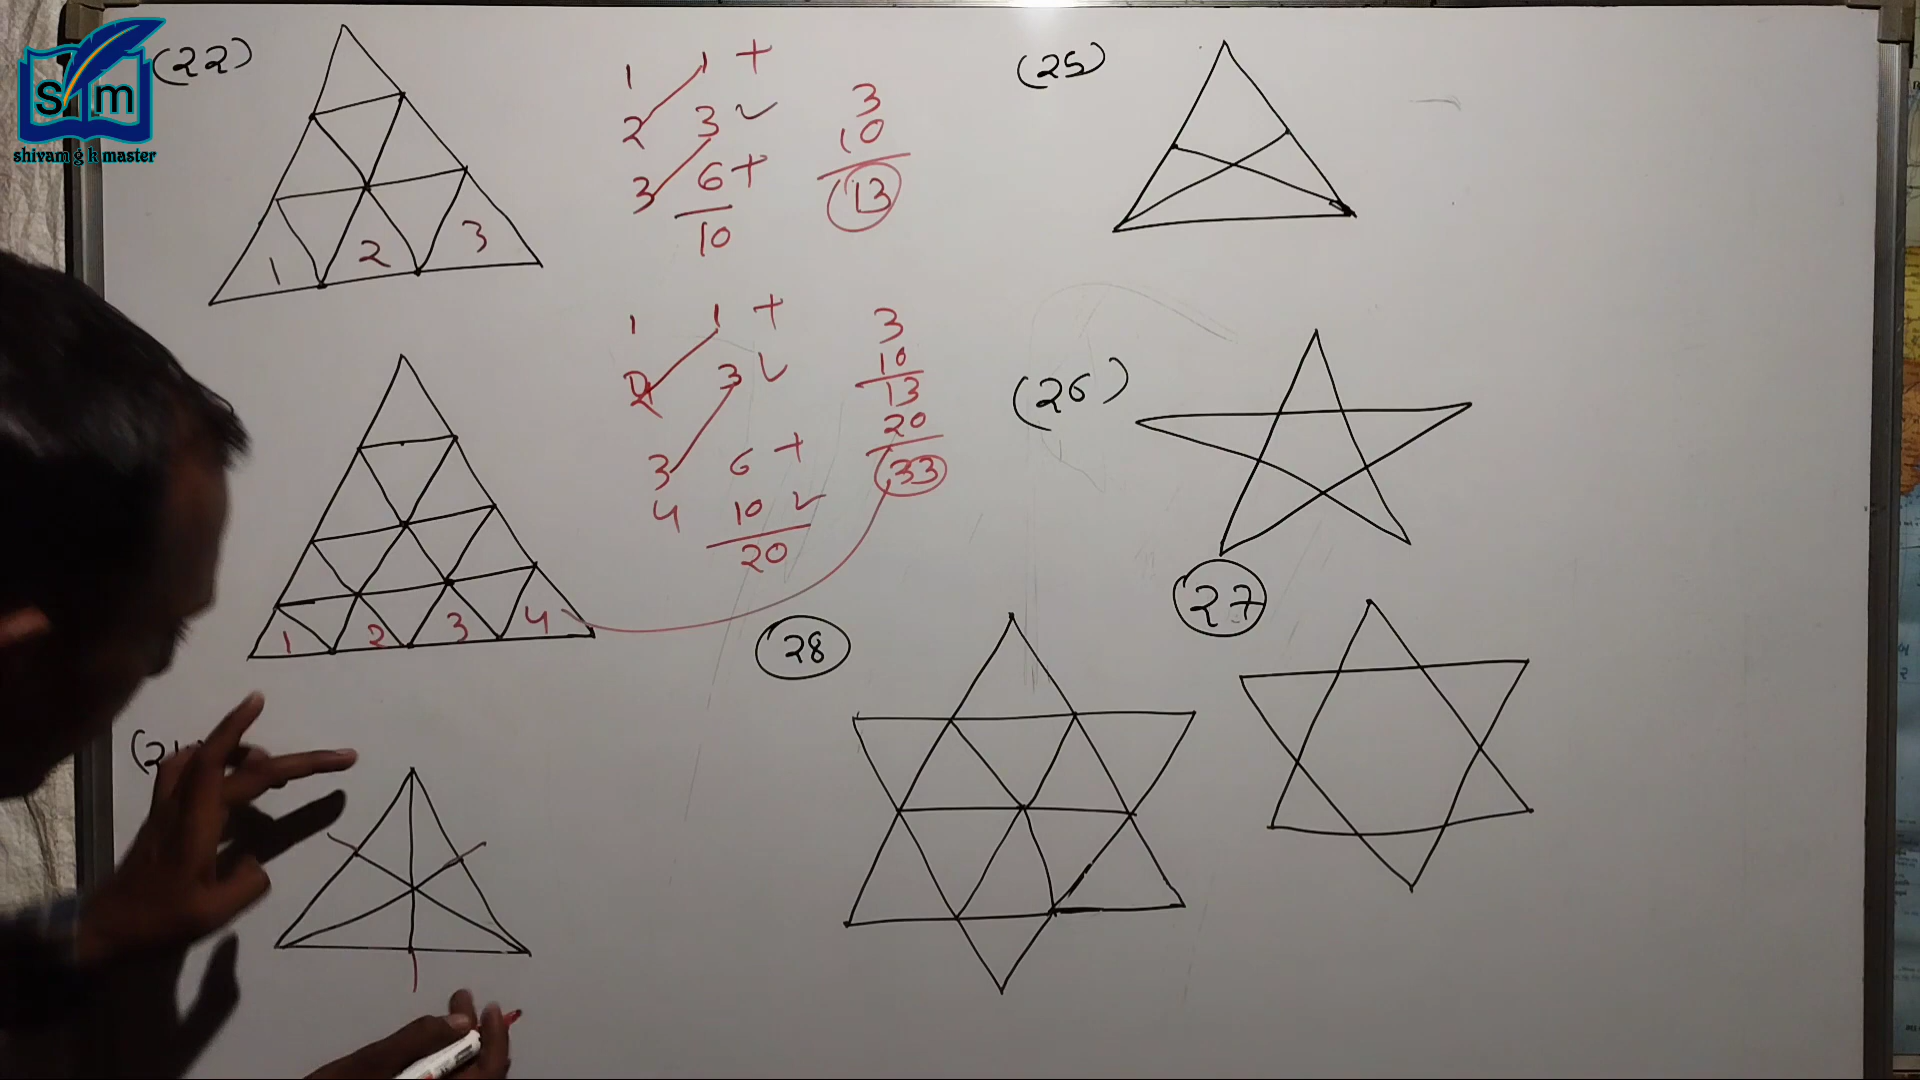 SM
shivam g k master
(22)
1 1 +
2 3 ✓
3 6 +
10
3
10
13
1 2 3
1 1 +
2 3 ✓
3 6 +
4 10 ✓
20
3
10
13
20
33
1 2 3 4
(25)
(26)
(27)
(28)